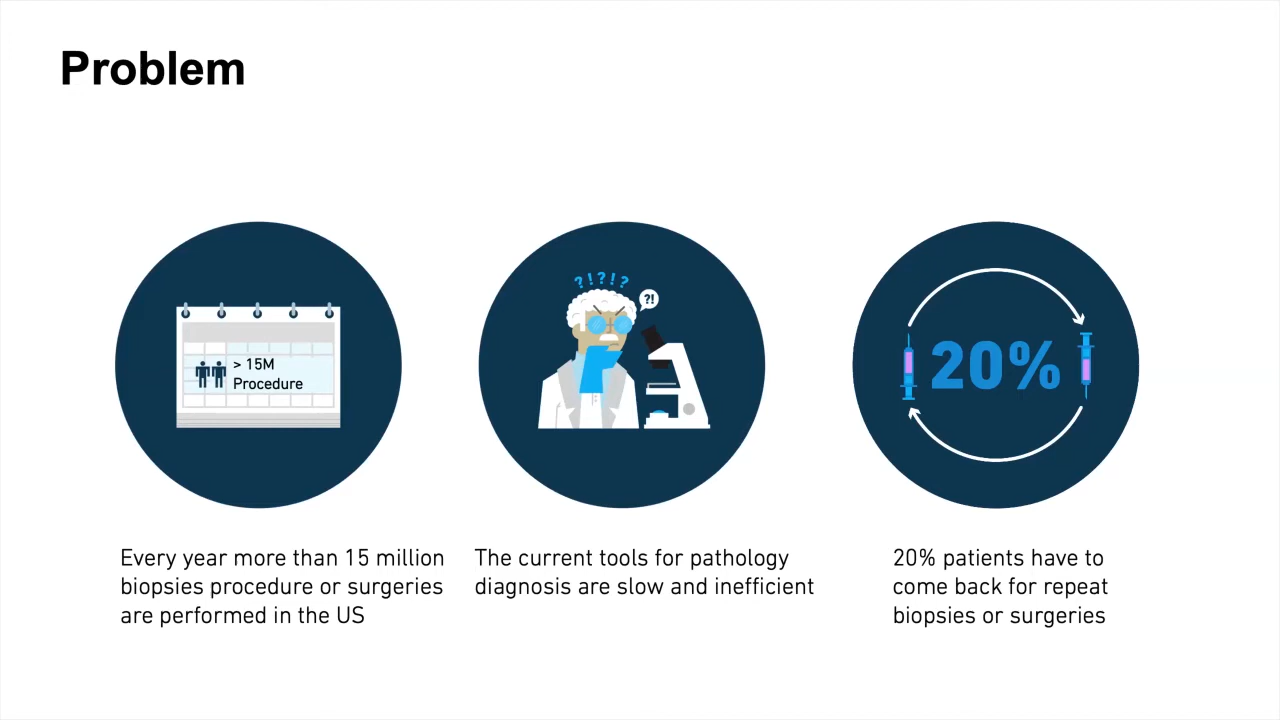 Problem
?!?!?
?!
> 15M
Procedure
20%
Every year more than 15 million
biopsies procedure or surgeries
are performed in the US
The current tools for pathology
diagnosis are slow and inefficient
20% patients have to
come back for repeat
biopsies or surgeries